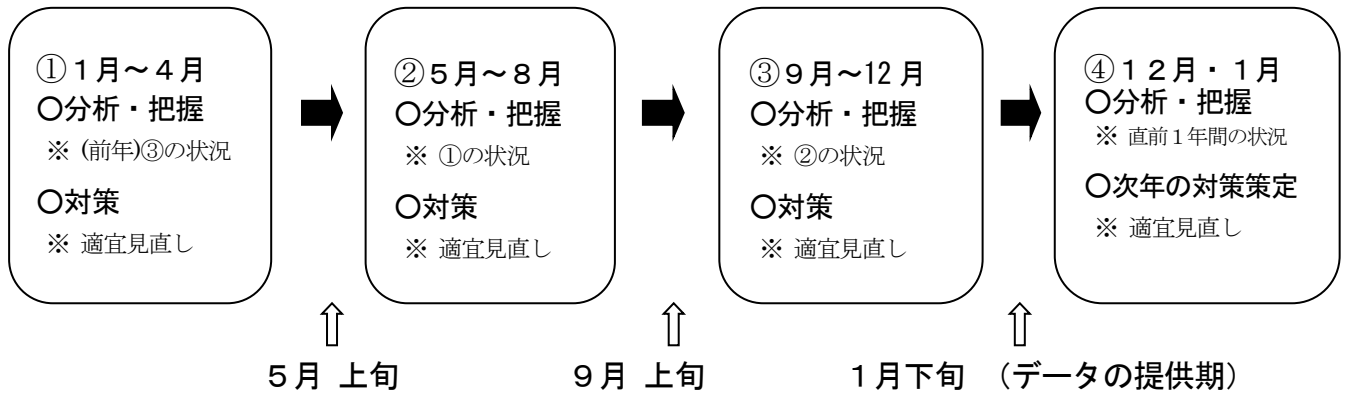 ①１月～４月
〇分析・把握
※ (前年)③の状況
〇対策
※ 適宜見直し
②５月～８月
〇分析・把握
※ ①の状況
〇対策
※ 適宜見直し
③９月～12月
〇分析・把握
※ ②の状況
〇対策
※ 適宜見直し
④１２月・１月
〇分析・把握
※ 直前１年間の状況
〇次年の対策策定
※ 適宜見直し
５月 上旬
９月 上旬
１月下旬 （データの提供期）